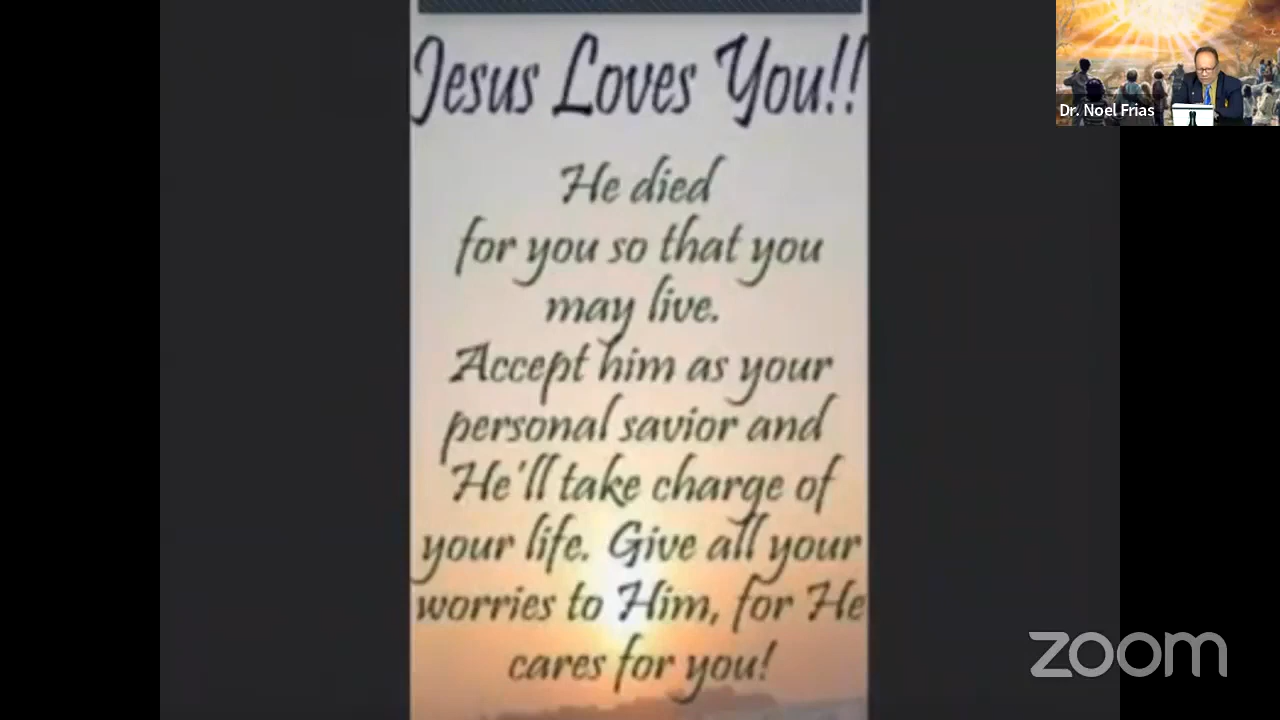 Jesus Loves You!!
He died
for you so that you
may live.
Accept him as your
personal savior and
He'll take charge of
your life. Give all your
worries to Him, for He
cares for you!
Dr. Noel Frias
zoom